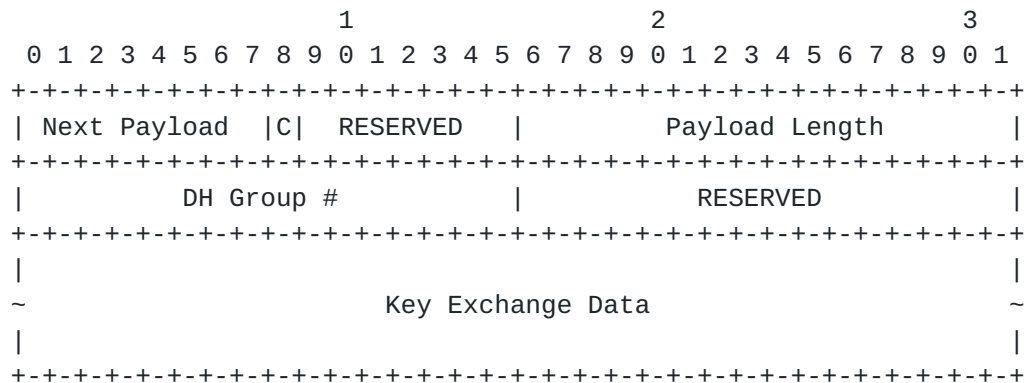 1                   2                   3
 0 1 2 3 4 5 6 7 8 9 0 1 2 3 4 5 6 7 8 9 0 1 2 3 4 5 6 7 8 9 0 1
+-+-+-+-+-+-+-+-+-+-+-+-+-+-+-+-+-+-+-+-+-+-+-+-+-+-+-+-+-+-+-+-+
| Next Payload  |C|  RESERVED   |         Payload Length        |
+-+-+-+-+-+-+-+-+-+-+-+-+-+-+-+-+-+-+-+-+-+-+-+-+-+-+-+-+-+-+-+-+
|          DH Group #           |           RESERVED            |
+-+-+-+-+-+-+-+-+-+-+-+-+-+-+-+-+-+-+-+-+-+-+-+-+-+-+-+-+-+-+-+-+
|                                                               |
~                       Key Exchange Data                       ~
|                                                               |
+-+-+-+-+-+-+-+-+-+-+-+-+-+-+-+-+-+-+-+-+-+-+-+-+-+-+-+-+-+-+-+-+